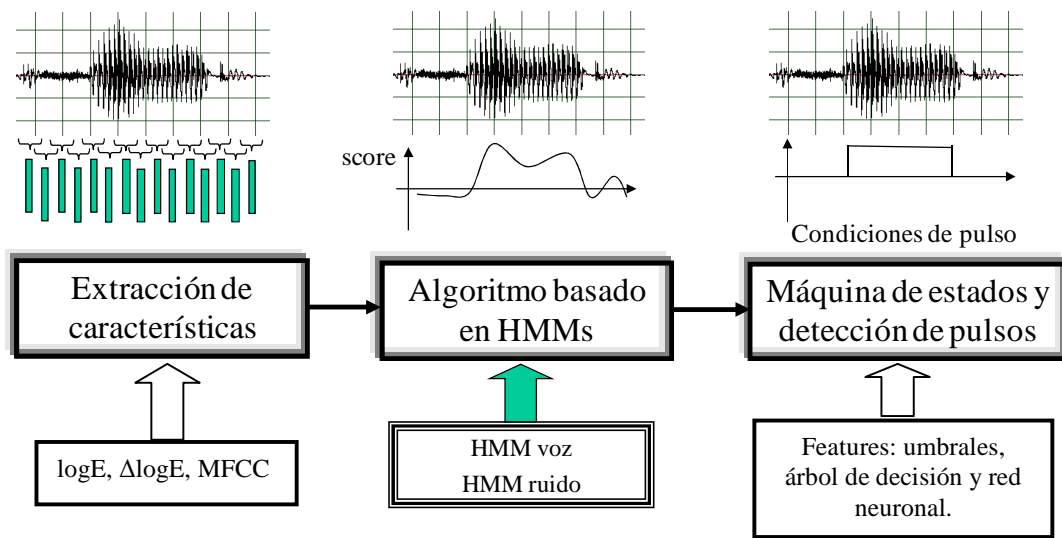 score
Condiciones de pulso
Extracción de
características
Algoritmo basado
en HMMs
Máquina de estados y
detección de pulsos
logE, ΔlogE, MFCC
HMM voz
HMM ruido
Features: umbrales,
árbol de decisión y red
neuronal.